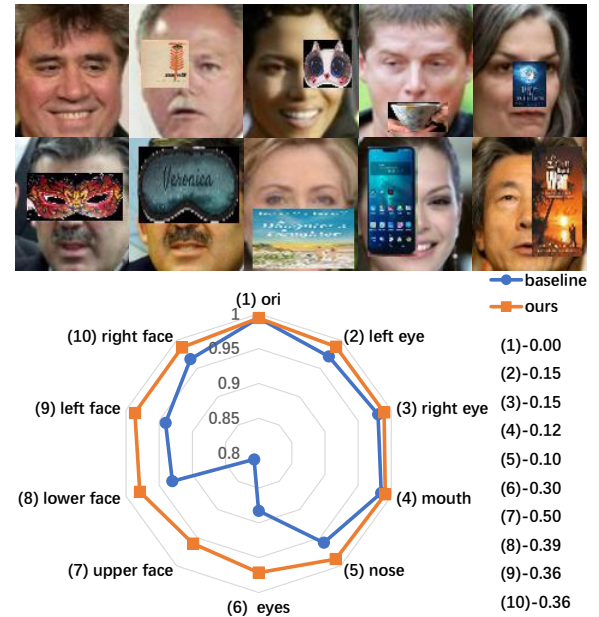 Veronica
War
baseline
ours
(1) ori
1
(10) right face
(2) left eye
0.95
0.9
0.85
0.8
(9) left face
(3) right eye
(8) lower face
(4) mouth
(7) upper face
(5) nose
(6) eyes
(1)-0.00
(2)-0.15
(3)-0.15
(4)-0.12
(5)-0.10
(6)-0.30
(7)-0.50
(8)-0.39
(9)-0.36
(10)-0.36